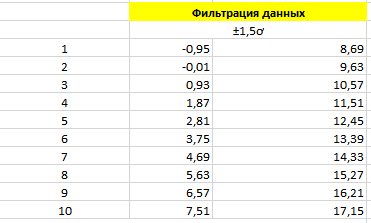 Фильтрация данных
±1,5σ
1 -0,95 8,69
2 -0,01 9,63
3 0,93 10,57
4 1,87 11,51
5 2,81 12,45
6 3,75 13,39
7 4,69 14,33
8 5,63 15,27
9 6,57 16,21
10 7,51 17,15